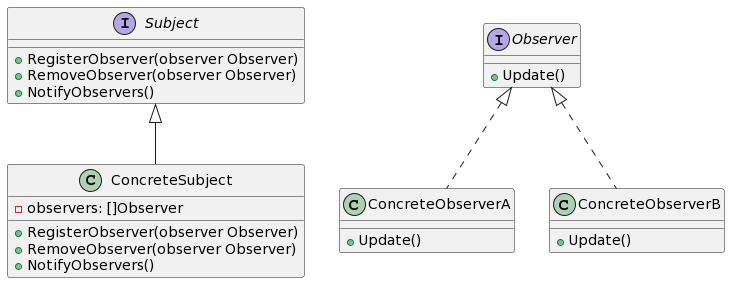 I Subject
RegisterObserver(observer Observer)
RemoveObserver(observer Observer)
NotifyObservers()
I Observer
Update()
C ConcreteSubject
observers: []Observer
RegisterObserver(observer Observer)
RemoveObserver(observer Observer)
NotifyObservers()
C ConcreteObserverA
Update()
C ConcreteObserverB
Update()